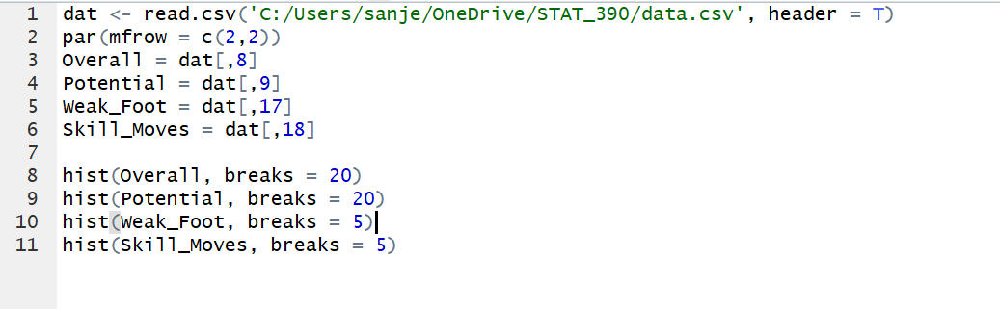 1 dat <- read.csv('C:/Users/sanje/OneDrive/STAT_390/data.csv', header = T)
2 par(mfrow = c(2,2))
3 Overall = dat[,8]
4 Potential = dat[,9]
5 Weak_Foot = dat[,17]
6 Skill_Moves = dat[,18]
7
8 hist(Overall, breaks = 20)
9 hist(Potential, breaks = 20)
10 hist(Weak_Foot, breaks = 5)
11 hist(Skill_Moves, breaks = 5)